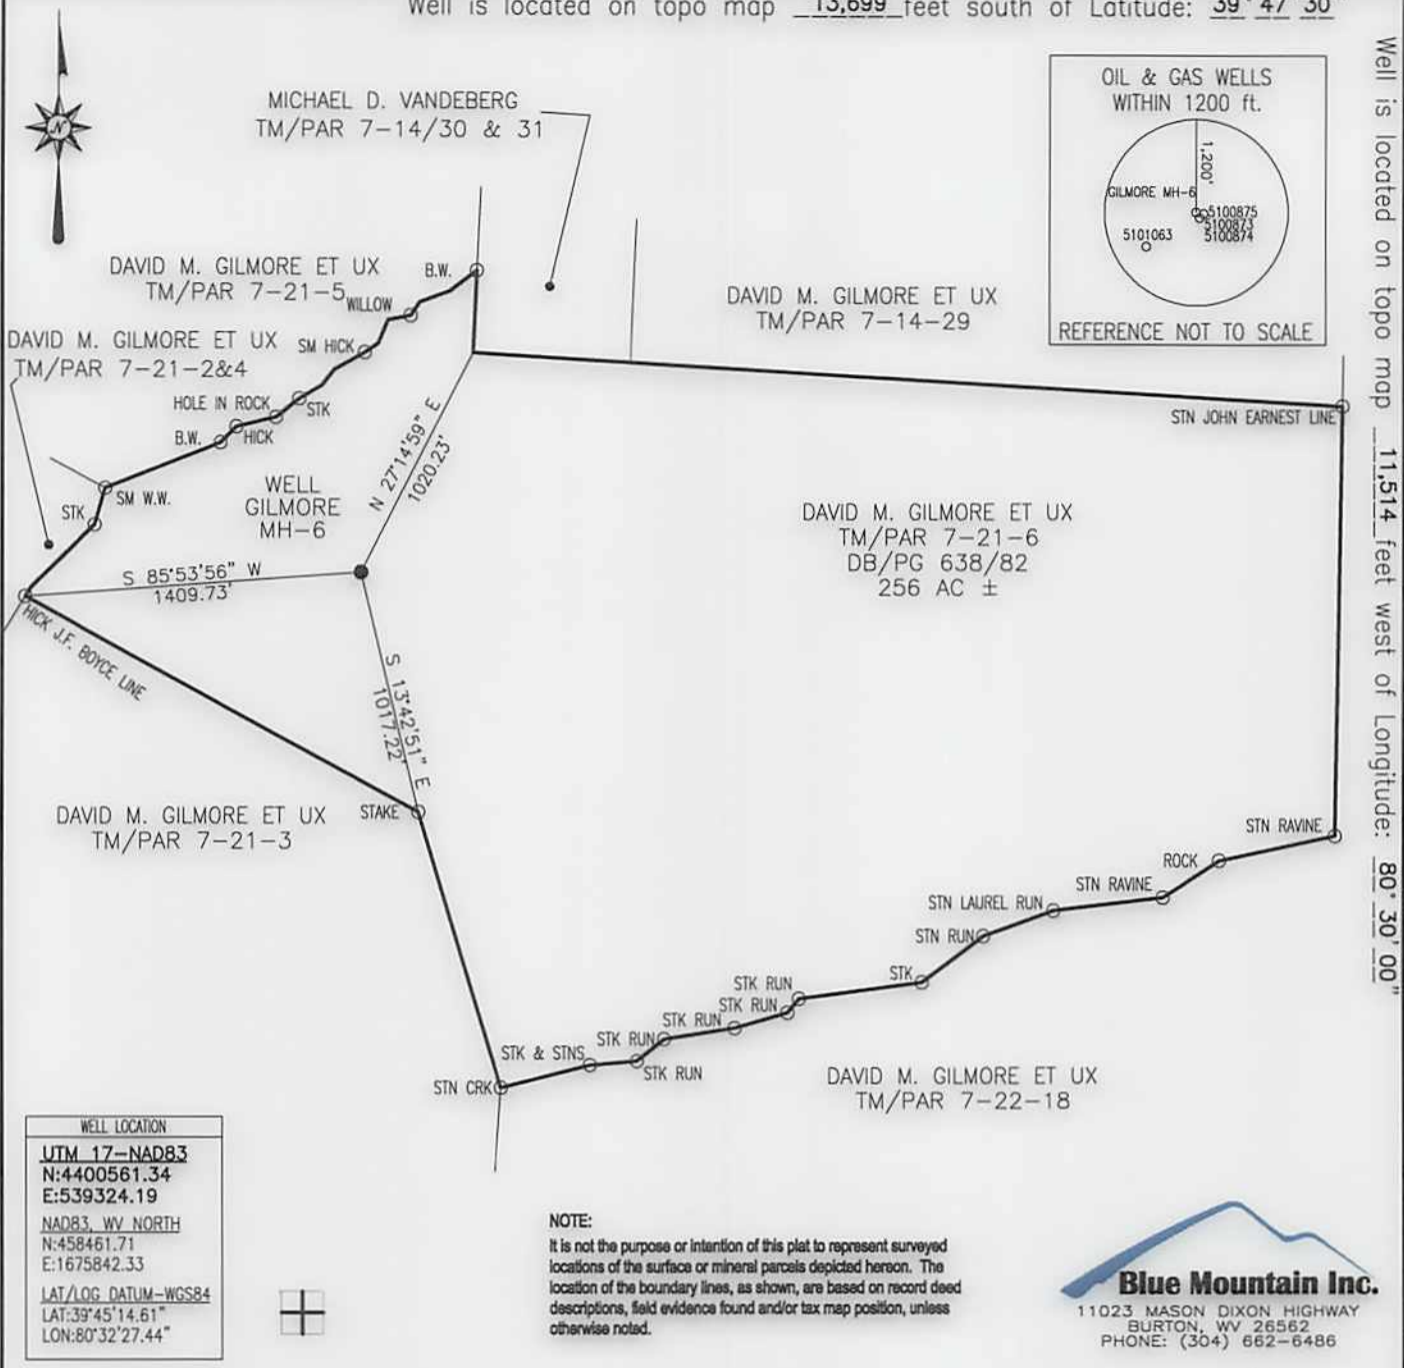 Well is located on topo map 13,699 feet south of Latitude: 39° 47' 30"
Well is located on topo map 11,514 feet west of Longitude: 80° 30' 00"
N
MICHAEL D. VANDEBERG
TM/PAR 7-14/30 & 31
OIL & GAS WELLS
WITHIN 1200 ft.
1,200'
GILMORE MH-6
5100875
5100873
5100874
5101063
REFERENCE NOT TO SCALE
DAVID M. GILMORE ET UX
TM/PAR 7-21-5
B.W.
WILLOW
DAVID M. GILMORE ET UX
TM/PAR 7-14-29
DAVID M. GILMORE ET UX
TM/PAR 7-21-2&4
SM HICK
HOLE IN ROCK
STK
B.W.
HICK
STN JOHN EARNEST LINE
N 27°14'59" E
1020.23'
SM W.W.
STK
WELL
GILMORE
MH-6
DAVID M. GILMORE ET UX
TM/PAR 7-21-6
DB/PG 638/82
256 AC ±
S 85°53'56" W
1409.73'
HICK J.F. BOYCE LINE
S 13°42'51" E
1017.22'
DAVID M. GILMORE ET UX
TM/PAR 7-21-3
STAKE
STN RAVINE
ROCK
STN RAVINE
STN LAUREL RUN
STN RUN
STK
STK RUN
STK RUN
STK RUN
STK RUN
STK & STNS
STK RUN
STN CRK
DAVID M. GILMORE ET UX
TM/PAR 7-22-18
WELL LOCATION
UTM 17-NAD83
N:4400561.34
E:539324.19
NAD83, WV NORTH
N:458461.71
E:1675842.33
LAT/LOG DATUM-WGS84
LAT:39°45'14.61"
LON:80°32'27.44"
NOTE:
It is not the purpose or intention of this plat to represent surveyed
locations of the surface or mineral parcels depicted hereon. The
location of the boundary lines, as shown, are based on record deed
descriptions, field evidence found and/or tax map position, unless
otherwise noted.
Blue Mountain Inc.
11023 MASON DIXON HIGHWAY
BURTON, WV 26562
PHONE: (304) 662-6486